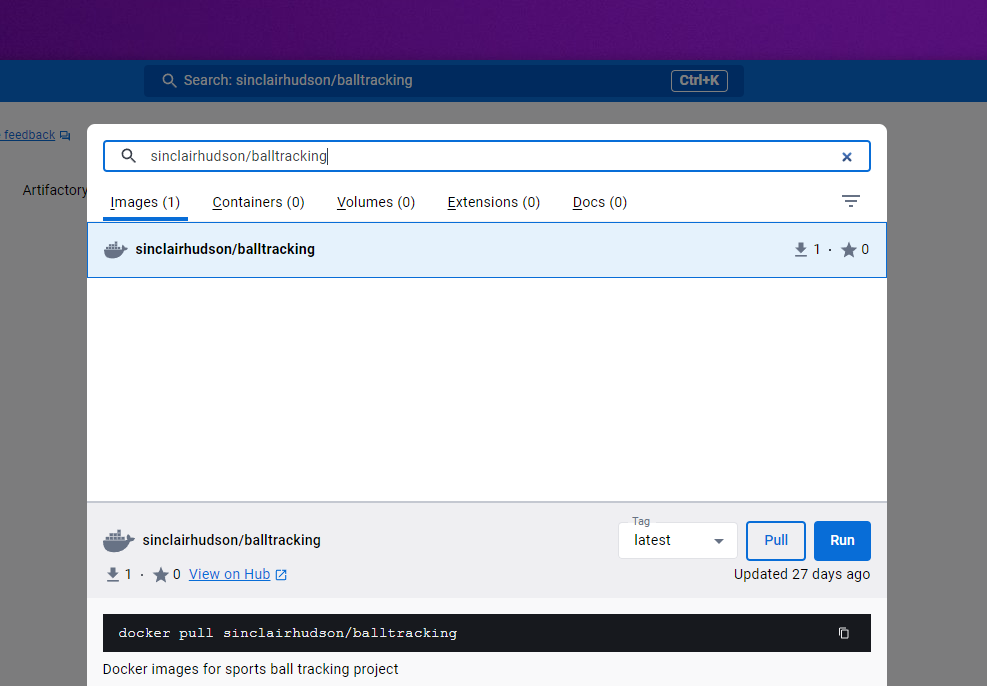 Search: sinclairhudson/balltracking Ctrl+K
feedback
Artifactory
sinclairhudson/balltracking
Images (1) Containers (0) Volumes (0) Extensions (0) Docs (0)
sinclairhudson/balltracking 1 · 0
Tag
sinclairhudson/balltracking latest Pull Run
1 · 0 View on Hub Updated 27 days ago
docker pull sinclairhudson/balltracking
Docker images for sports ball tracking project